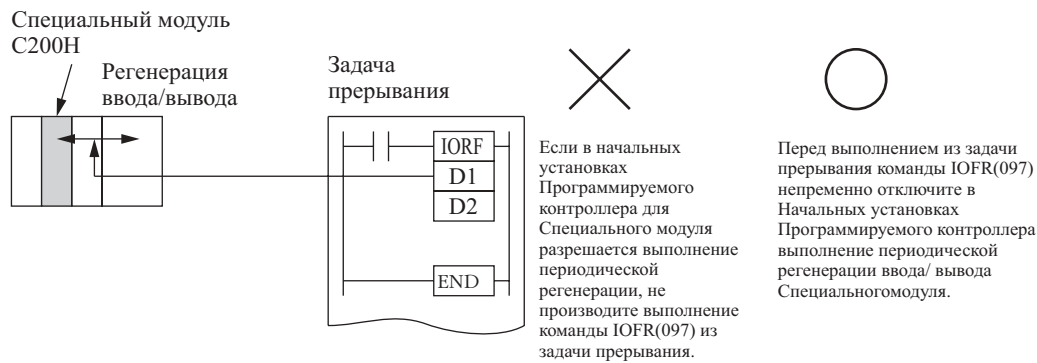 Специальный модуль
C200H
Регенерация
ввода/вывода
Задача
прерывания
IORF
D1
D2
END
Если в начальных
установках
Программируемого
контроллера для
Специального модуля
разрешается выполнение
периодической
регенерации, не
производите выполнение
команды IOFR(097) из
задачи прерывания.
Перед выполнением из задачи
прерывания команды IOFR(097)
непременно отключите в
Начальных установках
Программируемого контроллера
выполнение периодической
регенерации ввода/ вывода
Специальногомодуля.